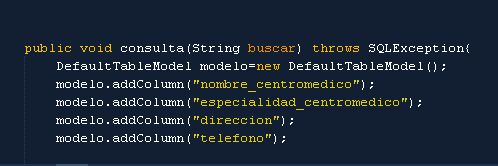 public void consulta(String buscar) throws SQLException{
DefaultTableModel modelo=new DefaultTableModel();
modelo.addColumn("nombre_centromedico");
modelo.addColumn("especialidad_centromedico");
modelo.addColumn("direccion");
modelo.addColumn("telefono");